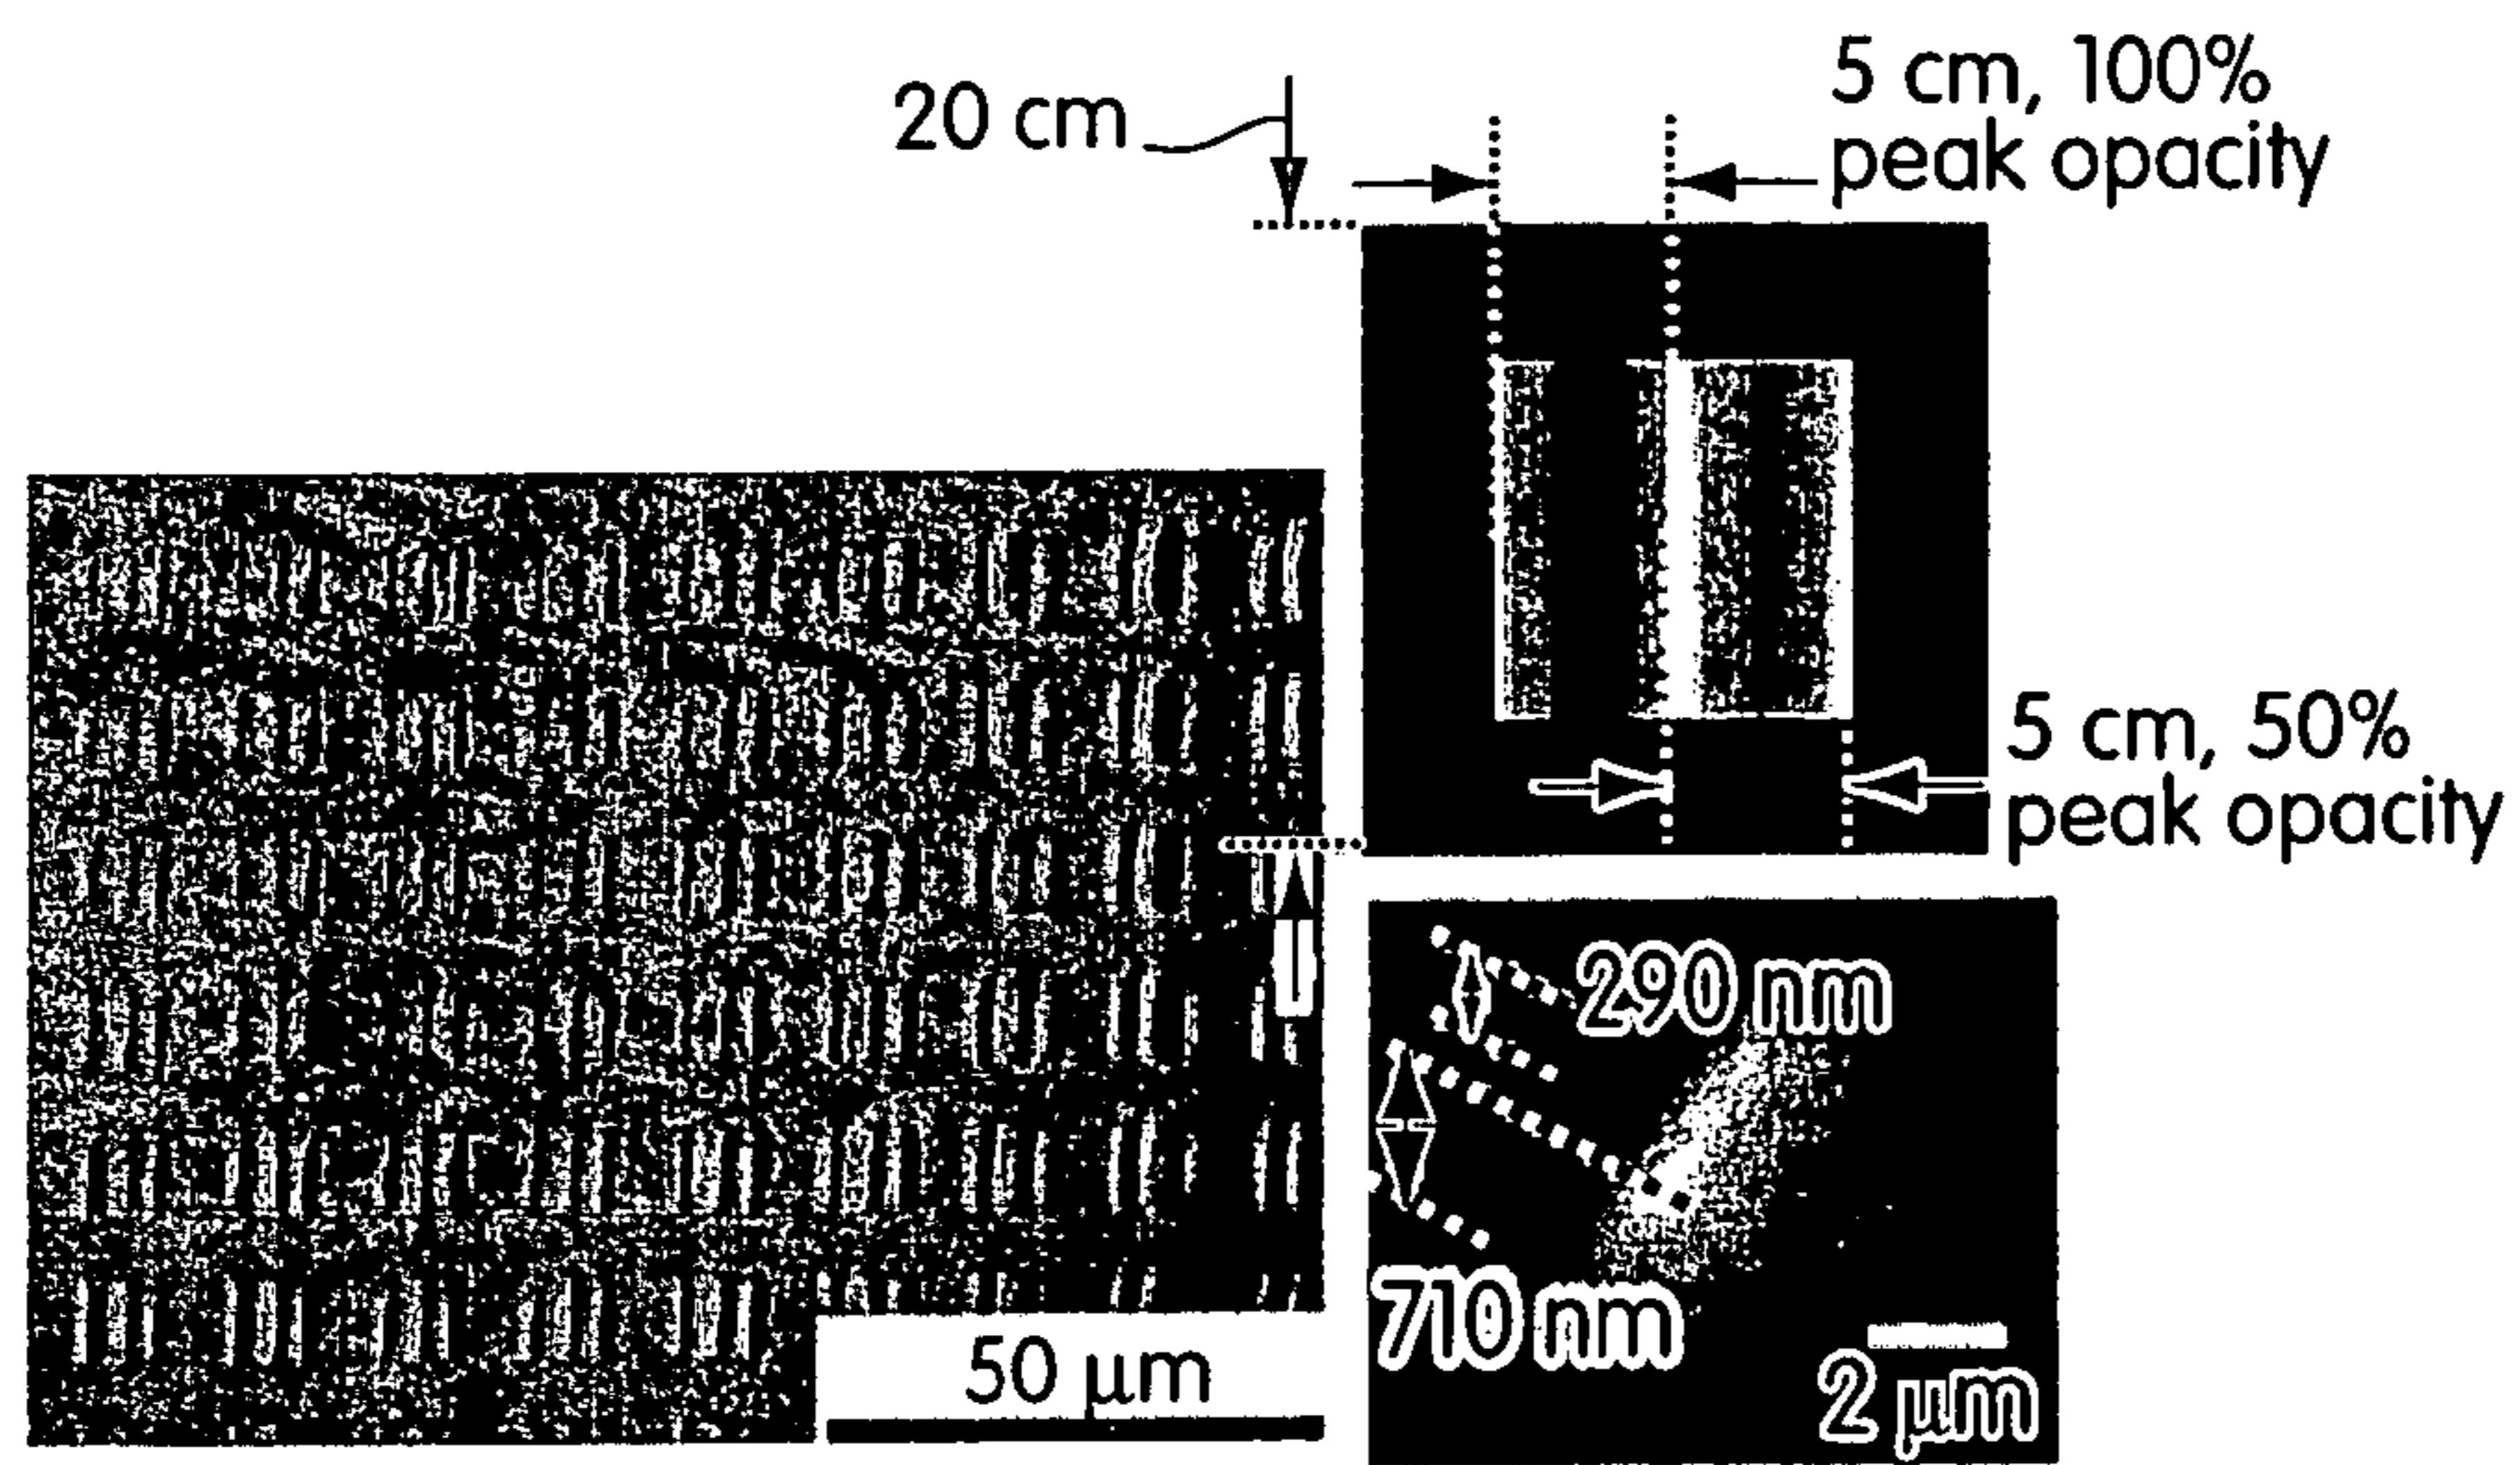 20 cm
5 cm, 100%
peak opacity
5 cm, 50%
peak opacity
290 nm
710 nm
2 μm
50 μm